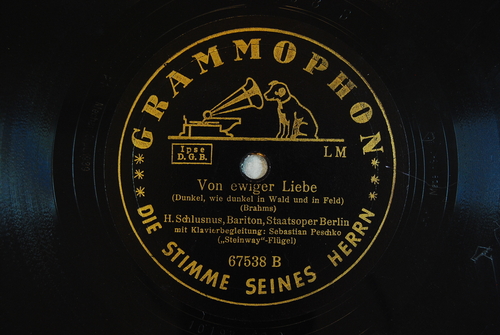 GRAMMOPHON
Ipse
D.G.B.
LM
Von ewiger Liebe
(Dunkel, wie dunkel in Wald und in Feld)
(Brahms)
H. Schlusnus, Bariton, Staatsoper Berlin
mit Klavierbegleitung: Sebastian Peschko
(„Steinway"-Flügel)
67538 B
DIE STIMME SEINES HERRN